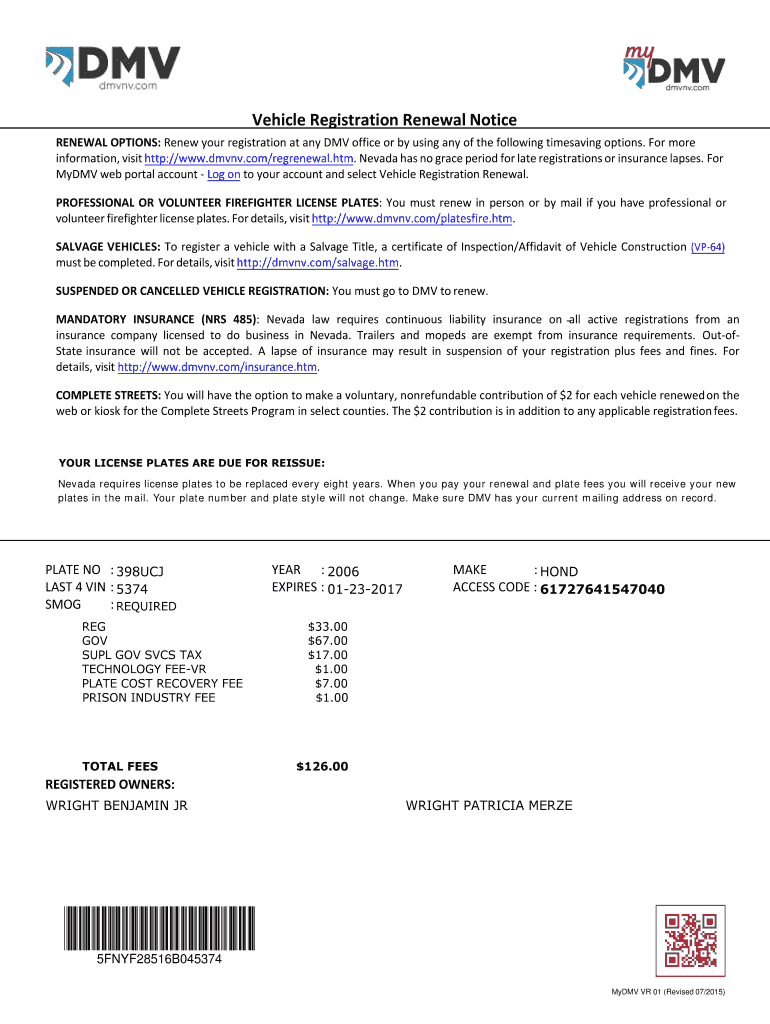 DMV
dmvnv.com
my
DMV
dmvnv.com
Vehicle Registration Renewal Notice
RENEWAL OPTIONS: Renew your registration at any DMV office or by using any of the following timesaving options. For more
information, visit http://www.dmvnv.com/regrenewal.htm. Nevada has no grace period for late registrations or insurance lapses. For
MyDMV web portal account - Log on to your account and select Vehicle Registration Renewal.
PROFESSIONAL OR VOLUNTEER FIREFIGHTER LICENSE PLATES: You must renew in person or by mail if you have professional or
volunteer firefighter license plates. For details, visit http://www.dmvnv.com/platesfire.htm.
SALVAGE VEHICLES: To register a vehicle with a Salvage Title, a certificate of Inspection/Affidavit of Vehicle Construction (VP-64)
must be completed. For details, visit http://dmvnv.com/salvage.htm.
SUSPENDED OR CANCELLED VEHICLE REGISTRATION: You must go to DMV to renew.
MANDATORY INSURANCE (NRS 485): Nevada law requires continuous liability insurance on -all active registrations from an
insurance company licensed to do business in Nevada. Trailers and mopeds are exempt from insurance requirements. Out-of-
State insurance will not be accepted. A lapse of insurance may result in suspension of your registration plus fees and fines. For
details, visit http://www.dmvnv.com/insurance.htm.
COMPLETE STREETS: You will have the option to make a voluntary, nonrefundable contribution of $2 for each vehicle renewed on the
web or kiosk for the Complete Streets Program in select counties. The $2 contribution is in addition to any applicable registration fees.
YOUR LICENSE PLATES ARE DUE FOR REISSUE:
Nevada requires license plates to be replaced every eight years. When you pay your renewal and plate fees you will receive your new
plates in the mail. Your plate number and plate style will not change. Make sure DMV has your current mailing address on record.
PLATE NO : 398UCJ YEAR : 2006 MAKE : HOND
LAST 4 VIN : 5374 EXPIRES : 01-23-2017 ACCESS CODE : 61727641547040
SMOG : REQUIRED
REG $33.00
GOV $67.00
SUPL GOV SVCS TAX $17.00
TECHNOLOGY FEE-VR $1.00
PLATE COST RECOVERY FEE $7.00
PRISON INDUSTRY FEE $1.00
TOTAL FEES $126.00
REGISTERED OWNERS:
WRIGHT BENJAMIN JR WRIGHT PATRICIA MERZE
5FNYF28516B045374
MyDMV VR 01 (Revised 07/2015)